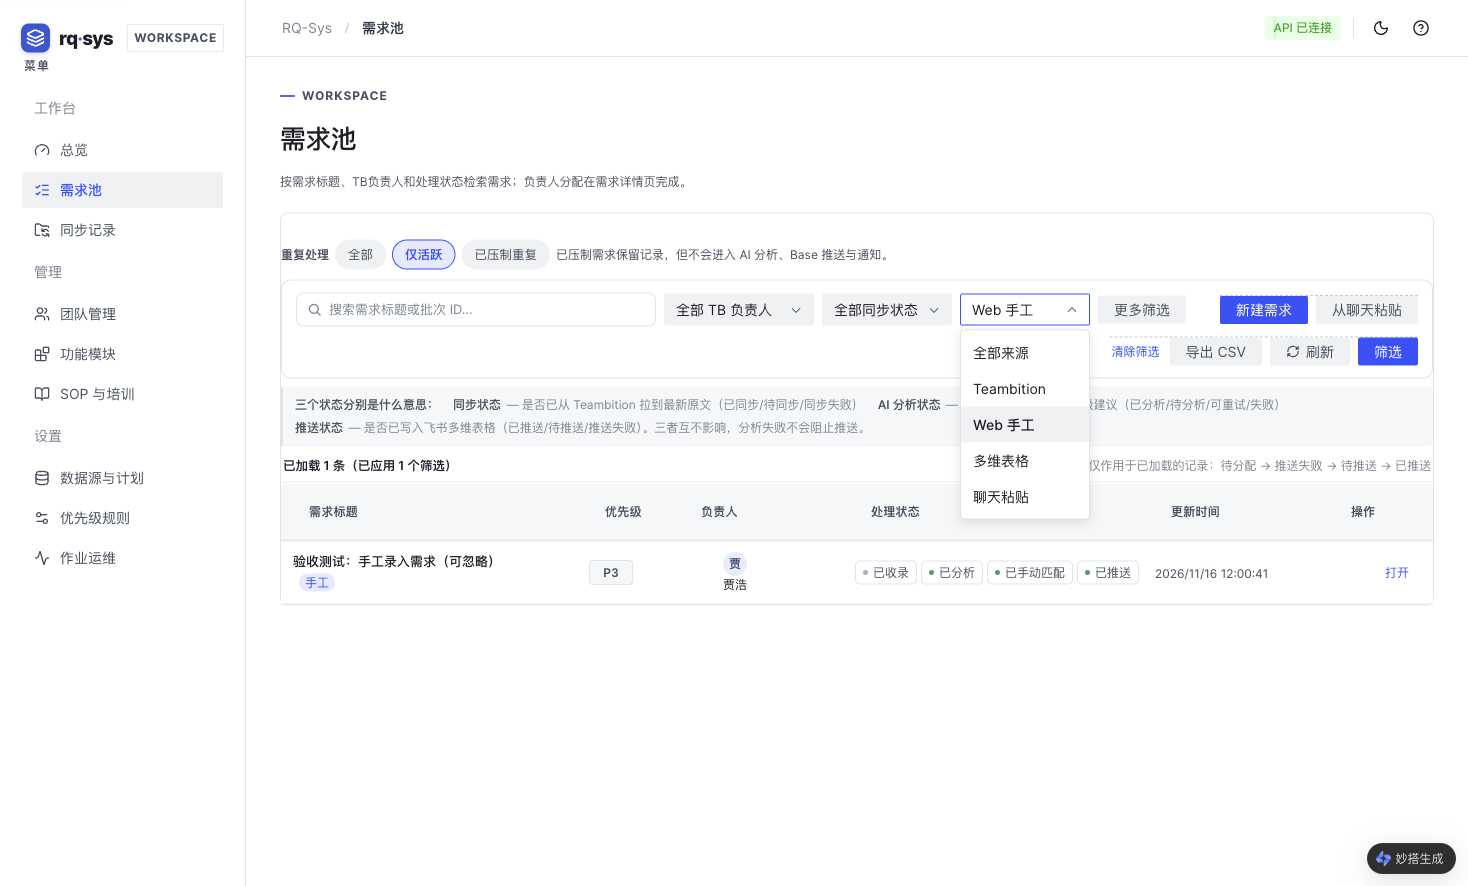 rq·sys WORKSPACE
菜单
工作台
总览
需求池
同步记录
管理
团队管理
功能模块
SOP 与培训
设置
数据源与计划
优先级规则
作业运维
RQ-Sys / 需求池
API 已连接
WORKSPACE
需求池
按需求标题、TB负责人和处理状态检索需求；负责人分配在需求详情页完成。
重复处理 全部 仅活跃 已压制重复 已压制需求保留记录，但不会进入 AI 分析、Base 推送与通知。
搜索需求标题或批次 ID... 全部 TB 负责人 全部同步状态 Web 手工 更多筛选 新建需求 从聊天粘贴
清除筛选 导出 CSV 刷新 筛选
全部来源
Teambition
Web 手工
多维表格
聊天粘贴
三个状态分别是什么意思： 同步状态 — 是否已从 Teambition 拉到最新原文（已同步/待同步/同步失败） AI 分析状态 — 建议（已分析/待分析/可重试/失败）
推送状态 — 是否已写入飞书多维表格（已推送/待推送/推送失败）。三者互不影响，分析失败不会阻止推送。
已加载 1 条（已应用 1 个筛选） 仅作用于已加载的记录：待分配 → 推送失败 → 待推送 → 已推送
需求标题 优先级 负责人 处理状态 更新时间 操作
验收测试：手工录入需求（可忽略） P3 贾 已收录 已分析 已手动匹配 已推送 2026/11/16 12:00:41 打开
手工 贾浩
妙搭生成